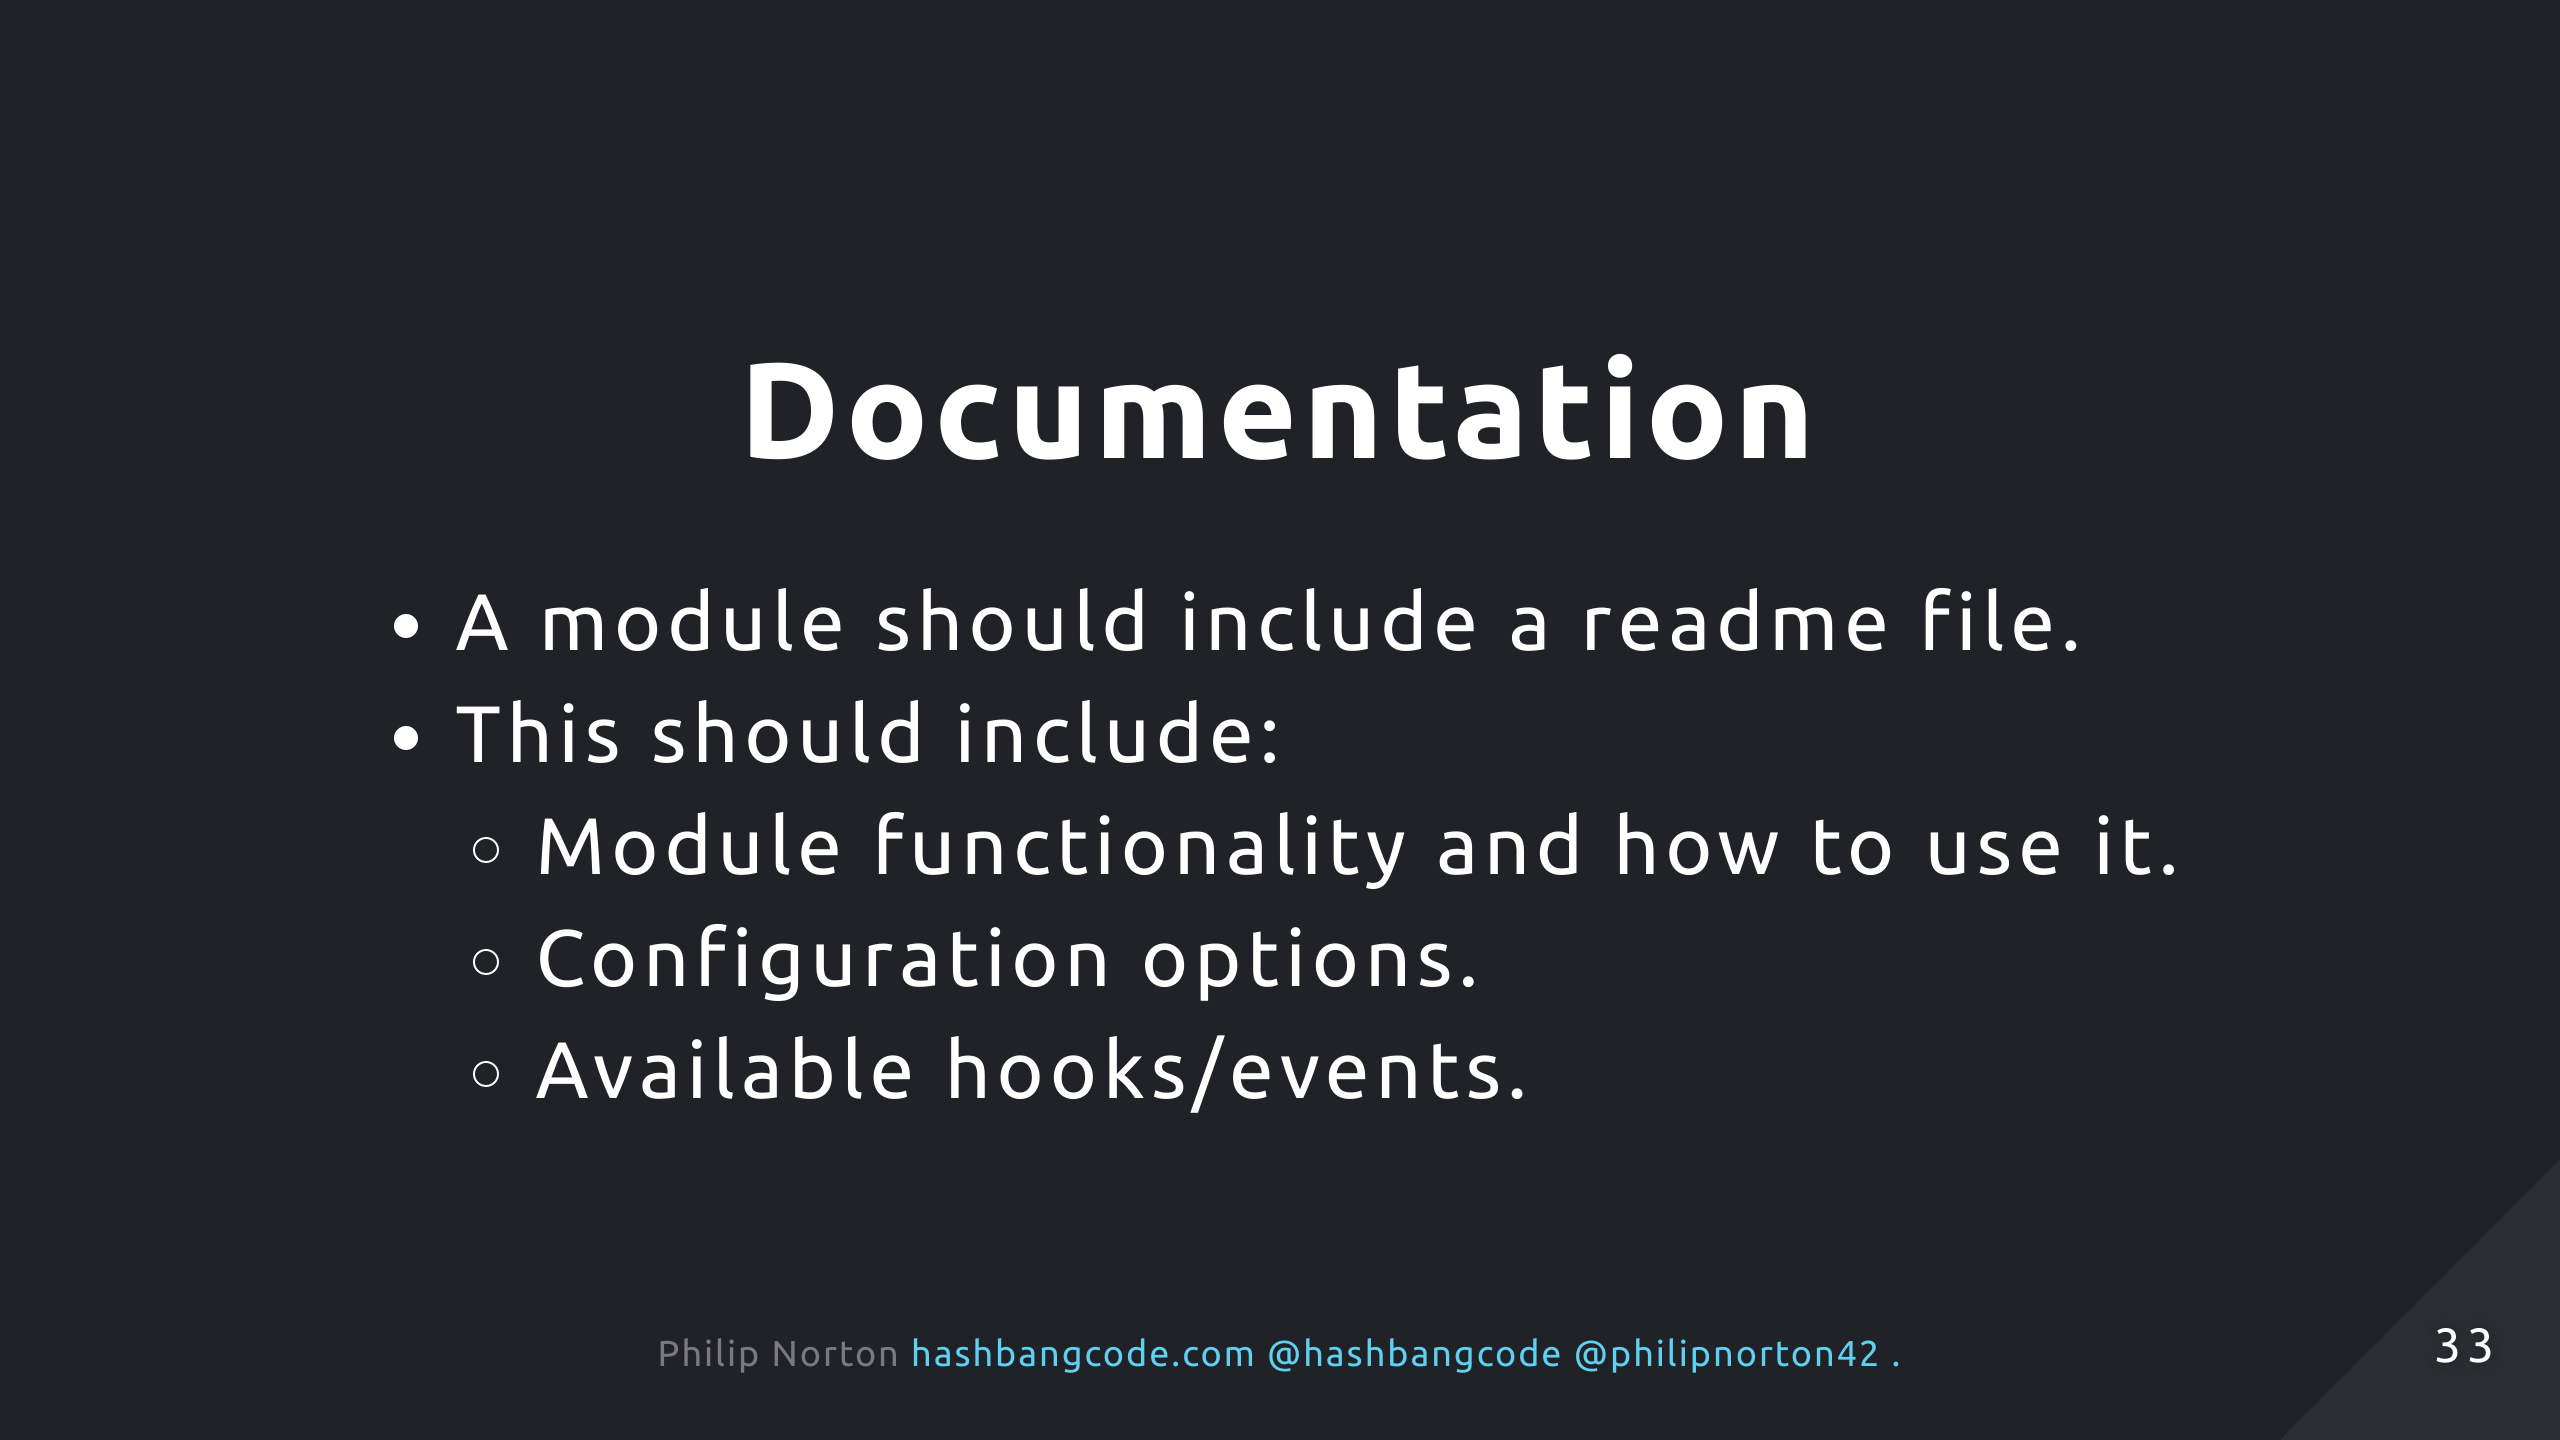 Documentation
A module should include a readme file.
This should include:
Module functionality and how to use it.
Configuration options.
Available hooks/events.
Philip Norton hashbangcode.com @hashbangcode @philipnorton42 .
33